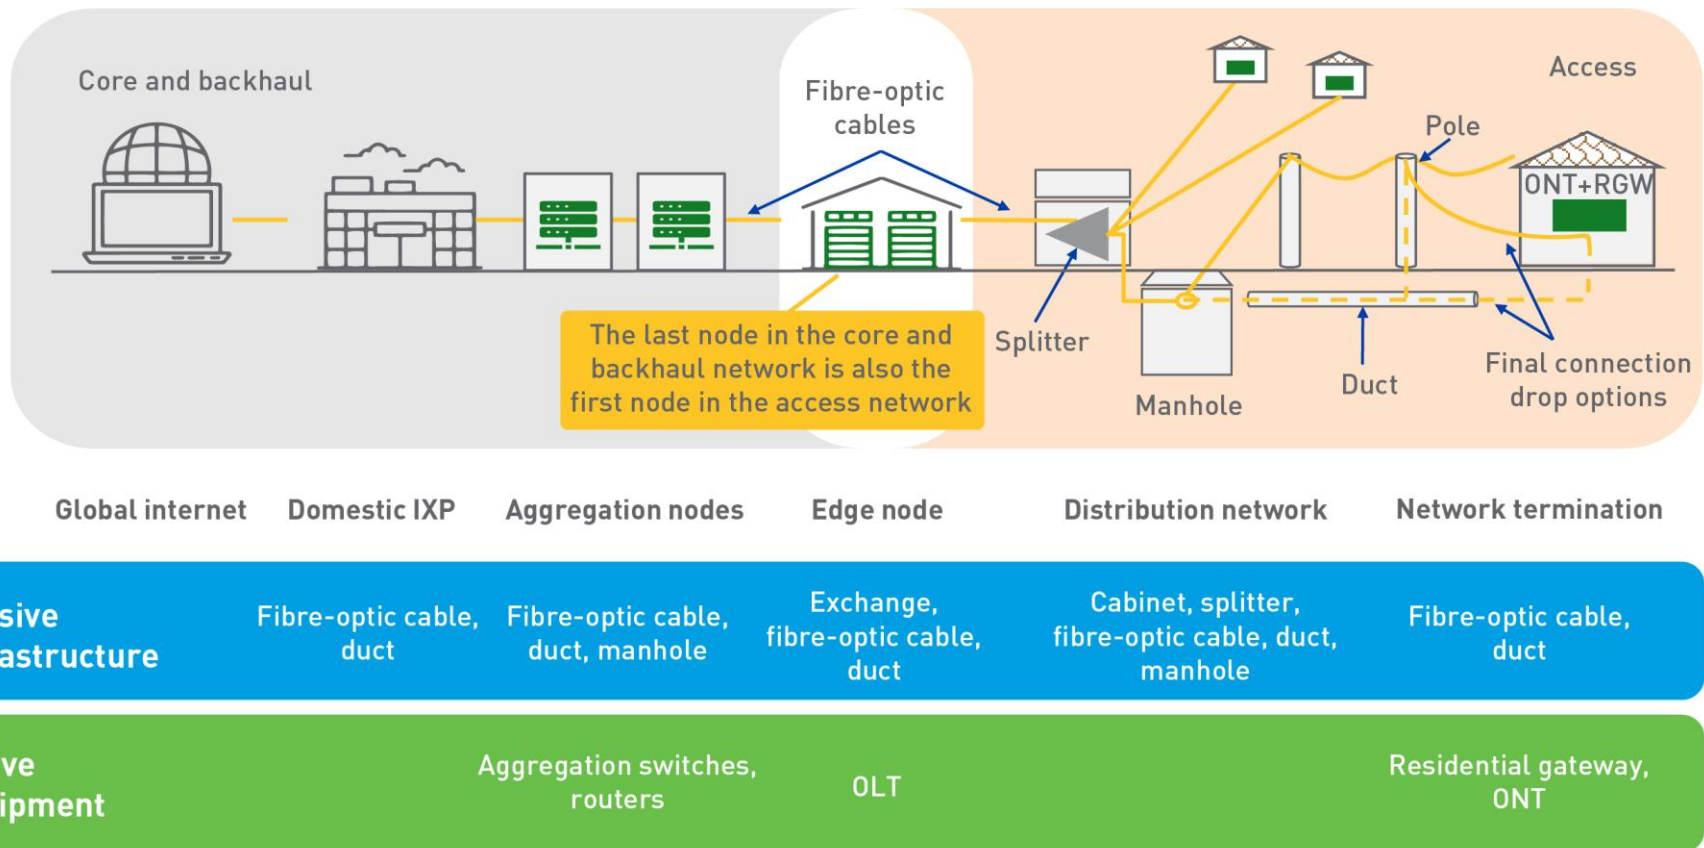 Core and backhaul
Fibre-optic
cables
Access
Pole
ONT+RGW
The last node in the core and
backhaul network is also the
first node in the access network
Splitter
Manhole
Duct
Final connection
drop options
Global internet
Domestic IXP
Aggregation nodes
Edge node
Distribution network
Network termination
sive
astructure
Fibre-optic cable,
duct
Fibre-optic cable,
duct, manhole
Exchange,
fibre-optic cable,
duct
Cabinet, splitter,
fibre-optic cable, duct,
manhole
Fibre-optic cable,
duct
ve
ipment
Aggregation switches,
routers
OLT
Residential gateway,
ONT